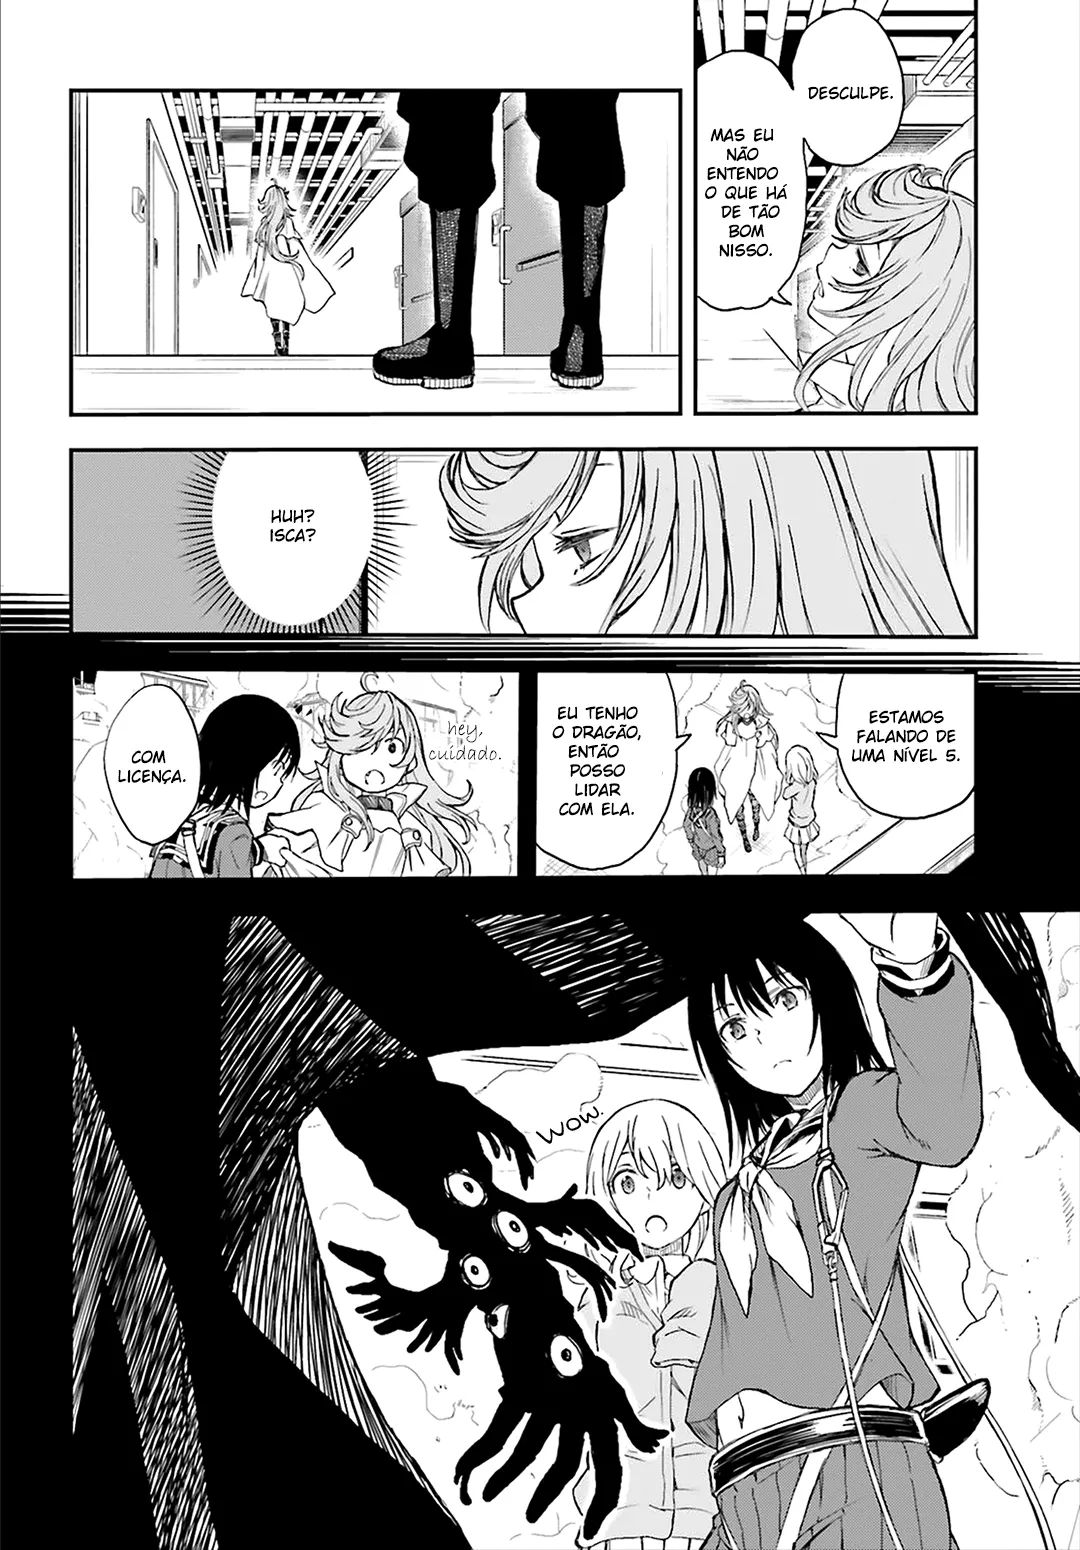 DESCULPE.
MAS EU
NÃO
ENTENDO
O QUE HÁ
DE TÃO
BOM
NISSO.
HUH?
ISCA?
ESTAMOS
FALANDO DE
UMA NÍVEL 5.
EU TENHO
O DRAGÃO,
ENTÃO
POSSO
LIDAR
COM ELA.
hey,
cuidado.
COM
LICENÇA.
WOW.